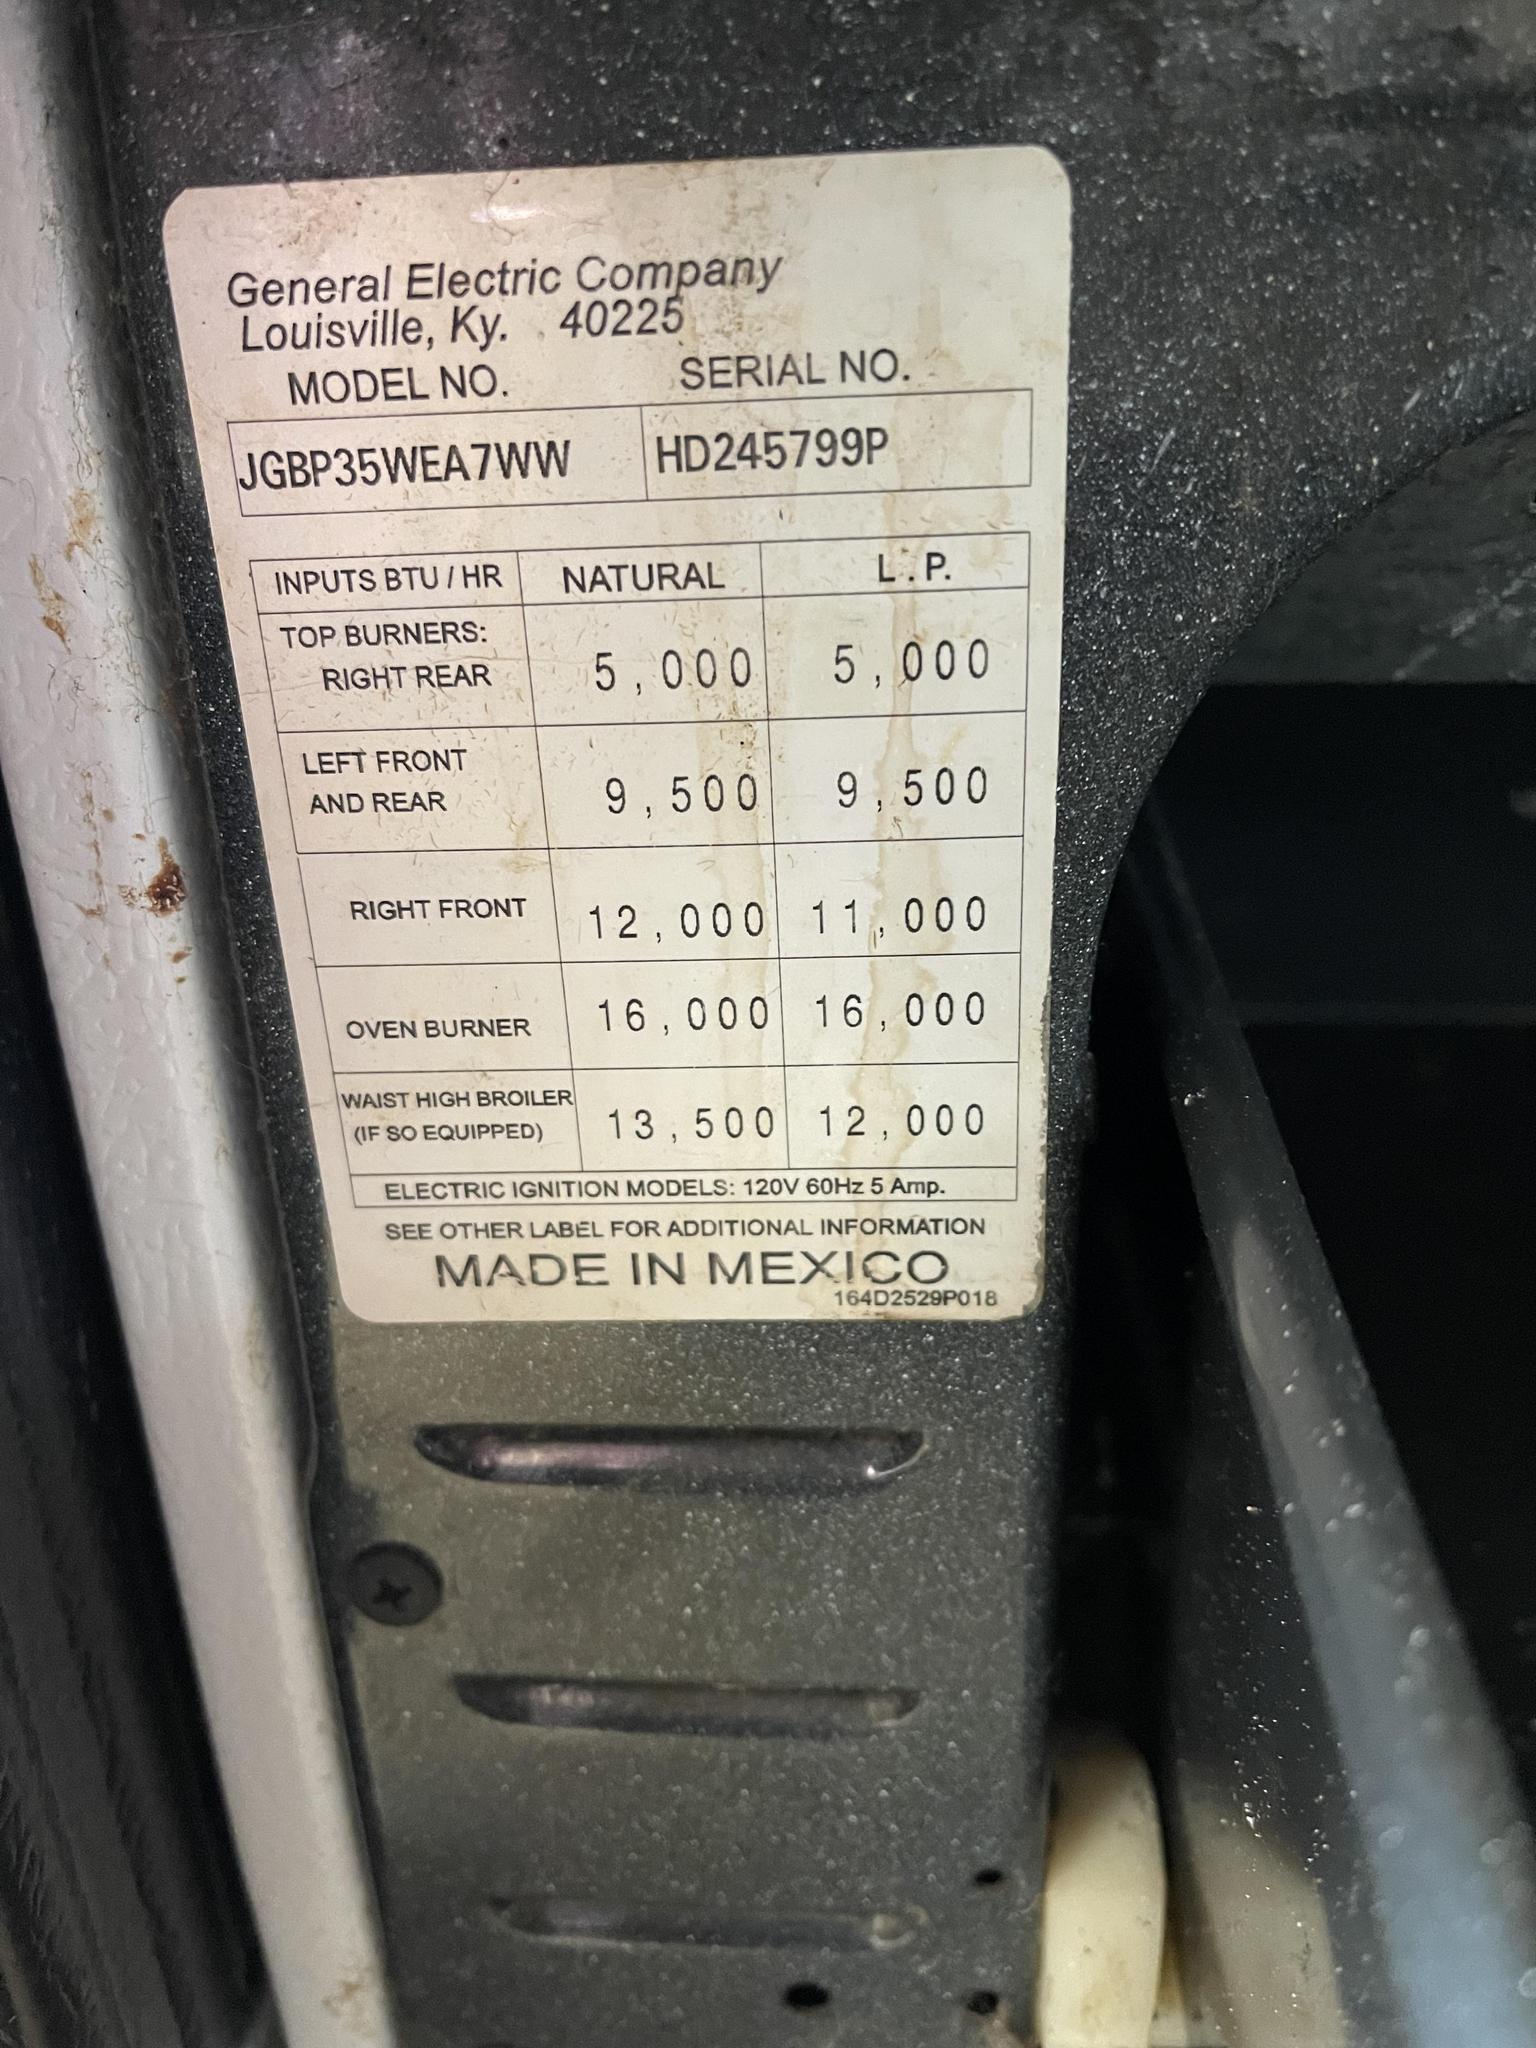 General Electric Company
Louisville, Ky. 40225
MODEL NO. SERIAL NO.
JGBP35WEA7WW HD245799P
INPUTS BTU / HR NATURAL L.P.
TOP BURNERS:
RIGHT REAR 5,000 5,000
LEFT FRONT
AND REAR 9,500 9,500
RIGHT FRONT 12,000 11,000
OVEN BURNER 16,000 16,000
WAIST HIGH BROILER
(IF SO EQUIPPED) 13,500 12,000
ELECTRIC IGNITION MODELS: 120V 60Hz 5 Amp.
SEE OTHER LABEL FOR ADDITIONAL INFORMATION
MADE IN MEXICO
164D2529P018